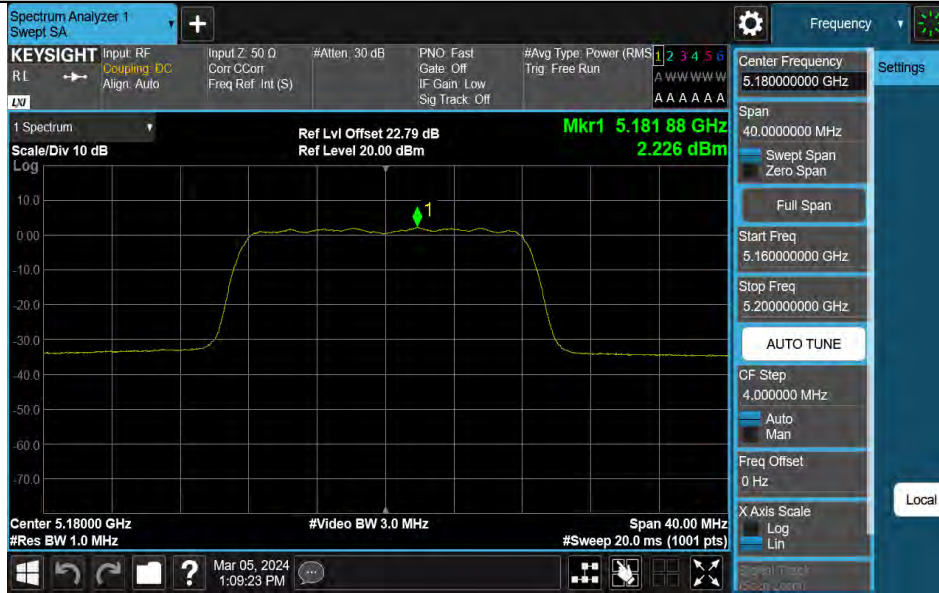 Spectrum Analyzer 1
Swept SA
Frequency
KEYSIGHT
R L
LXI
Input: RF
Coupling: DC
Align: Auto
Input Z: 50 Ω
Corr CCorr
Freq Ref: Int (S)
#Atten: 30 dB
PNO: Fast
Gate: Off
IF Gain: Low
Sig Track: Off
#Avg Type: Power (RMS
Trig: Free Run
1 2 3 4 5 6
A WW WW W
A A A A A A
1 Spectrum
Scale/Div 10 dB
Log
Ref Lvl Offset 22.79 dB
Ref Level 20.00 dBm
Mkr1 5.181 88 GHz
2.226 dBm
1
10.0
0.00
-10.0
-20.0
-30.0
-40.0
-50.0
-60.0
-70.0
Center 5.18000 GHz
#Res BW 1.0 MHz
#Video BW 3.0 MHz
Span 40.00 MHz
#Sweep 20.0 ms (1001 pts)
Mar 05, 2024
1:09:23 PM
?
Center Frequency
5.180000000 GHz
Span
40.0000000 MHz
Swept Span
Zero Span
Full Span
Start Freq
5.160000000 GHz
Stop Freq
5.200000000 GHz
AUTO TUNE
CF Step
4.000000 MHz
Auto
Man
Freq Offset
0 Hz
X Axis Scale
Log
Lin
Signal Track
(Span Zoom)
Settings
Local